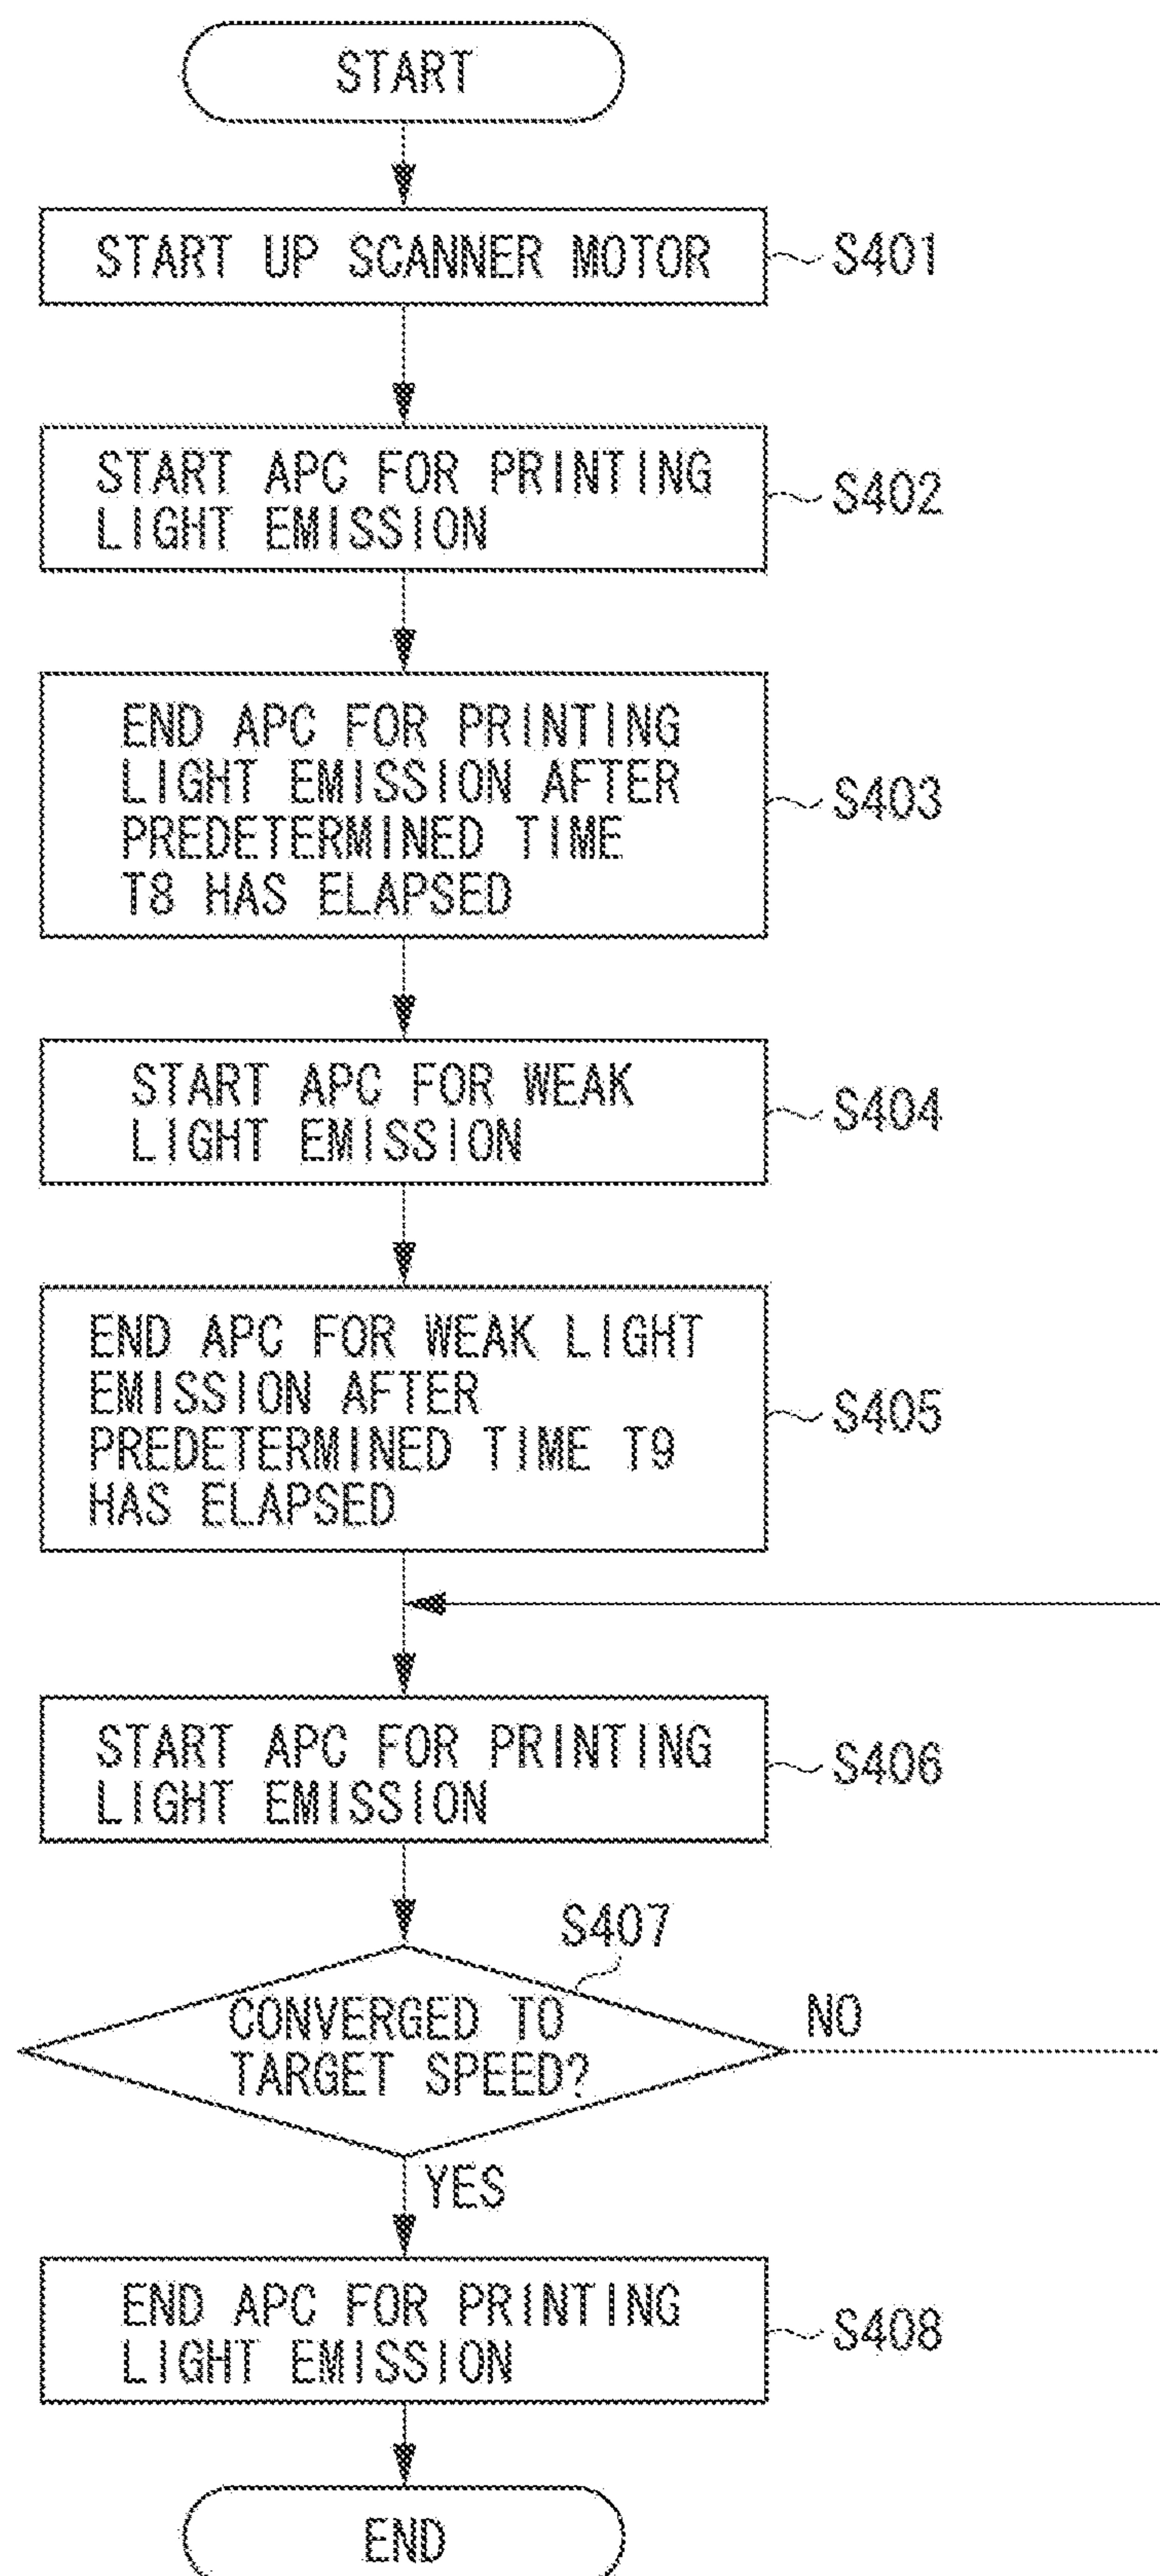 START
START UP SCANNER MOTOR
S401
START APC FOR PRINTING
LIGHT EMISSION
S402
END APC FOR PRINTING
LIGHT EMISSION AFTER
PREDETERMINED TIME
T8 HAS ELAPSED
S403
START APC FOR WEAK
LIGHT EMISSION
S404
END APC FOR WEAK LIGHT
EMISSION AFTER
PREDETERMINED TIME T9
HAS ELAPSED
S405
START APC FOR PRINTING
LIGHT EMISSION
S406
S407
CONVERGED TO
TARGET SPEED?
NO
YES
END APC FOR PRINTING
LIGHT EMISSION
S408
END